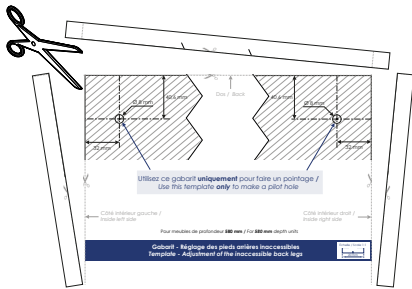 Dos / Back
40.6 mm
40.6 mm
Ø 8 mm
Ø 8 mm
32 mm
32 mm
Utilisez ce gabarit uniquement pour faire un pointage /
Use this template only to make a pilot hole
Côté intérieur gauche /
Inside left side
Côté intérieur droit /
Inside right side
Pour meubles de profondeur 580 mm / For 580 mm depth units
Gabarit - Réglage des pieds arrières inaccessibles
Template - Adjustment of the inaccessible back legs